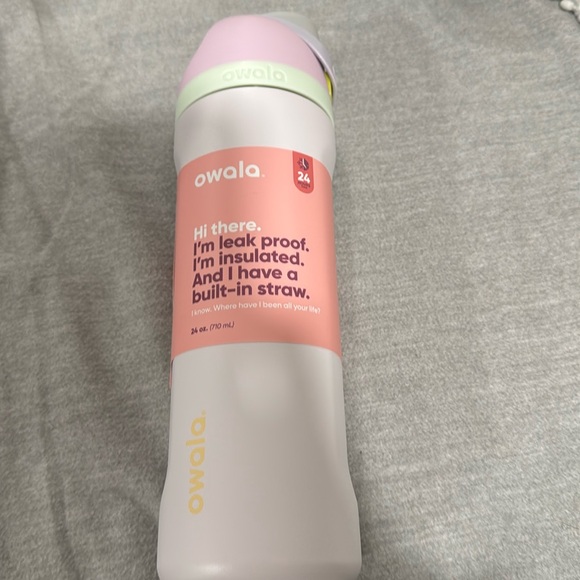 owala
owala.
24
Hi there.
I'm leak proof.
I'm insulated.
And I have a
built-in straw.
I know. Where have I been all your life?
24 oz. (710 mL)
owala.